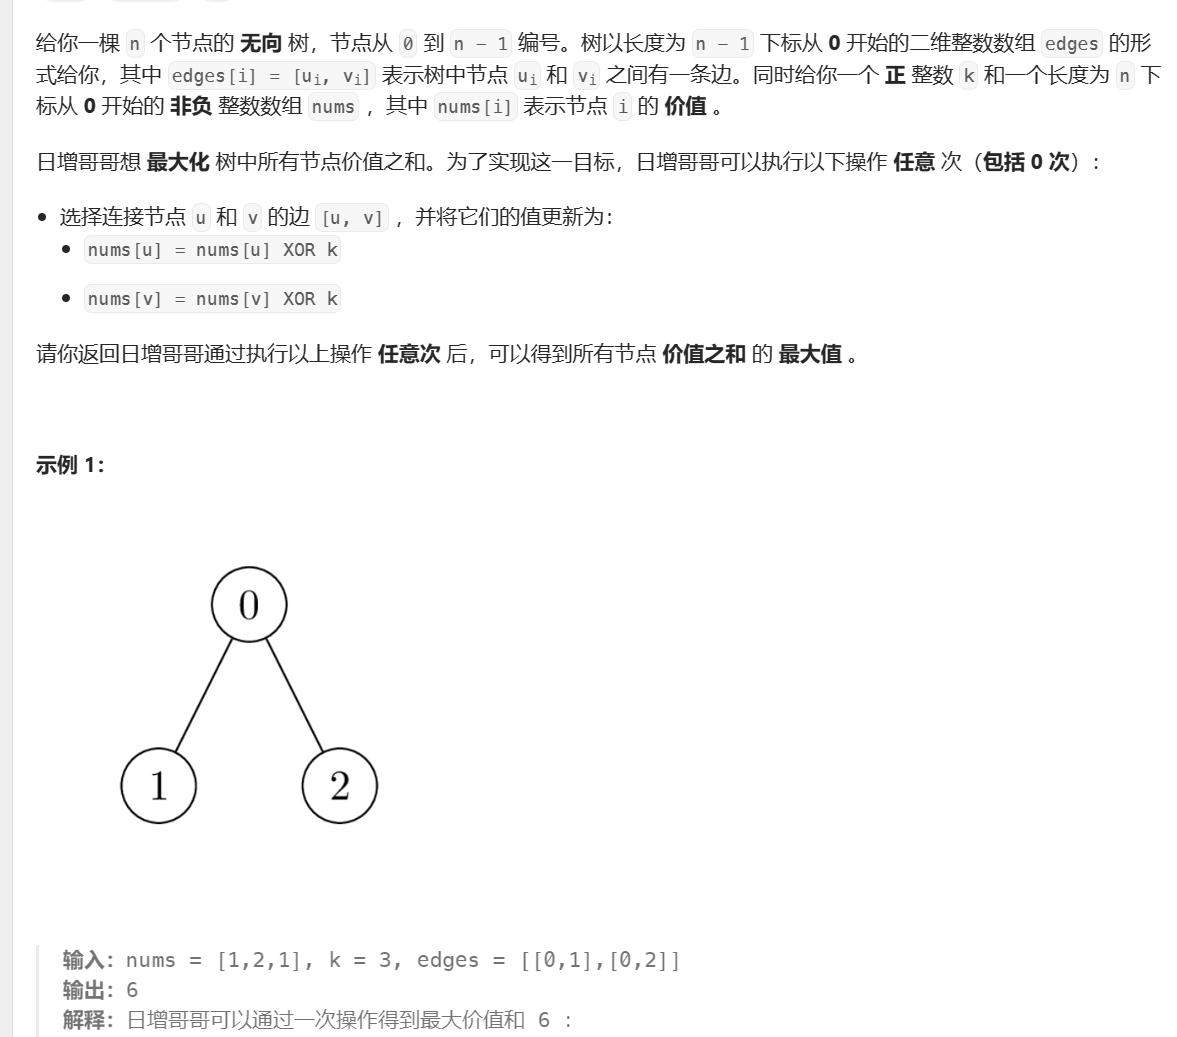 给你一棵 n 个节点的 无向 树，节点从 0 到 n - 1 编号。树以长度为 n - 1 下标从 0 开始的二维整数数组 edges 的形
式给你，其中 edges[i] = [ui, vi] 表示树中节点 ui 和 vi 之间有一条边。同时给你一个 正 整数 k 和一个长度为 n 下
标从 0 开始的 非负 整数数组 nums ，其中 nums[i] 表示节点 i 的 价值 。
日增哥哥想 最大化 树中所有节点价值之和。为了实现这一目标，日增哥哥可以执行以下操作 任意 次（包括 0 次）：
• 选择连接节点 u 和 v 的边 [u, v] ，并将它们的值更新为：
• nums[u] = nums[u] XOR k
• nums[v] = nums[v] XOR k
请你返回日增哥哥通过执行以上操作 任意次 后，可以得到所有节点 价值之和 的 最大值 。
示例 1：
0
1 2
输入：nums = [1,2,1], k = 3, edges = [[0,1],[0,2]]
输出：6
解释：日增哥哥可以通过一次操作得到最大价值和 6 ：